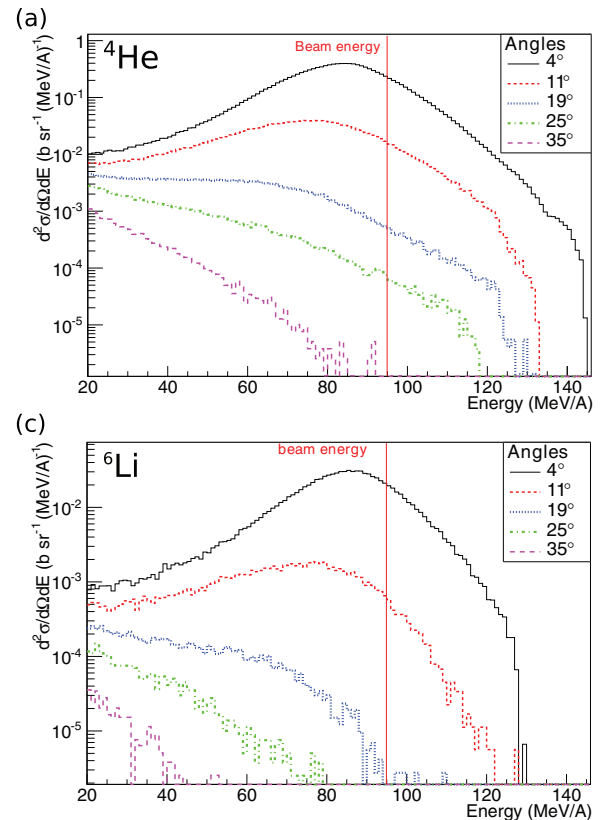 (a)
⁴He
Beam energy
Angles
4°
11°
19°
25°
35°
d²σ/dΩdE (b sr⁻¹ (MeV/A)⁻¹)
1
10⁻¹
10⁻²
10⁻³
10⁻⁴
10⁻⁵
20 40 60 80 100 120 140
Energy (MeV/A)
(c)
⁶Li
beam energy
Angles
4°
11°
19°
25°
35°
d²σ/dΩdE (b sr⁻¹ (MeV/A)⁻¹)
10⁻²
10⁻³
10⁻⁴
10⁻⁵
20 40 60 80 100 120 140
Energy (MeV/A)